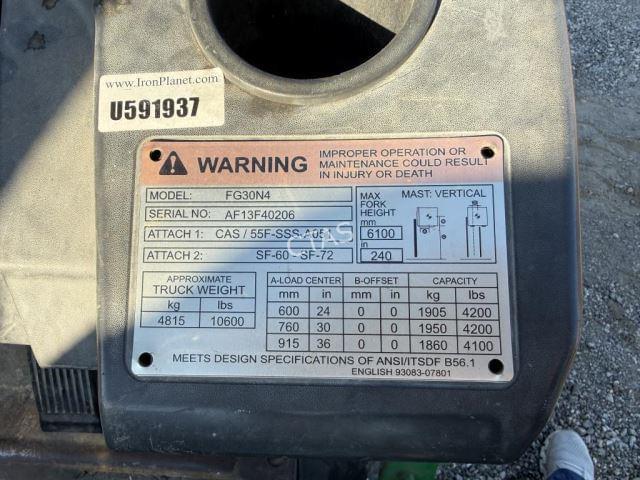 www.IronPlanet.com
U591937
WARNING
IMPROPER OPERATION OR
MAINTENANCE COULD RESULT
IN INJURY OR DEATH
MODEL: FG30N4
SERIAL NO: AF13F40206
ATTACH 1: CAS / 55F-SSS-A05
ATTACH 2: SF-60 - SF-72
MAX FORK HEIGHT
mm
6100
in
240
MAST: VERTICAL
APPROXIMATE
TRUCK WEIGHT
kg lbs
4815 10600
A-LOAD CENTER B-OFFSET CAPACITY
mm in mm in kg lbs
600 24 0 0 1905 4200
760 30 0 0 1950 4200
915 36 0 0 1860 4100
MEETS DESIGN SPECIFICATIONS OF ANSI/ITSDF B56.1
ENGLISH 93083-07801